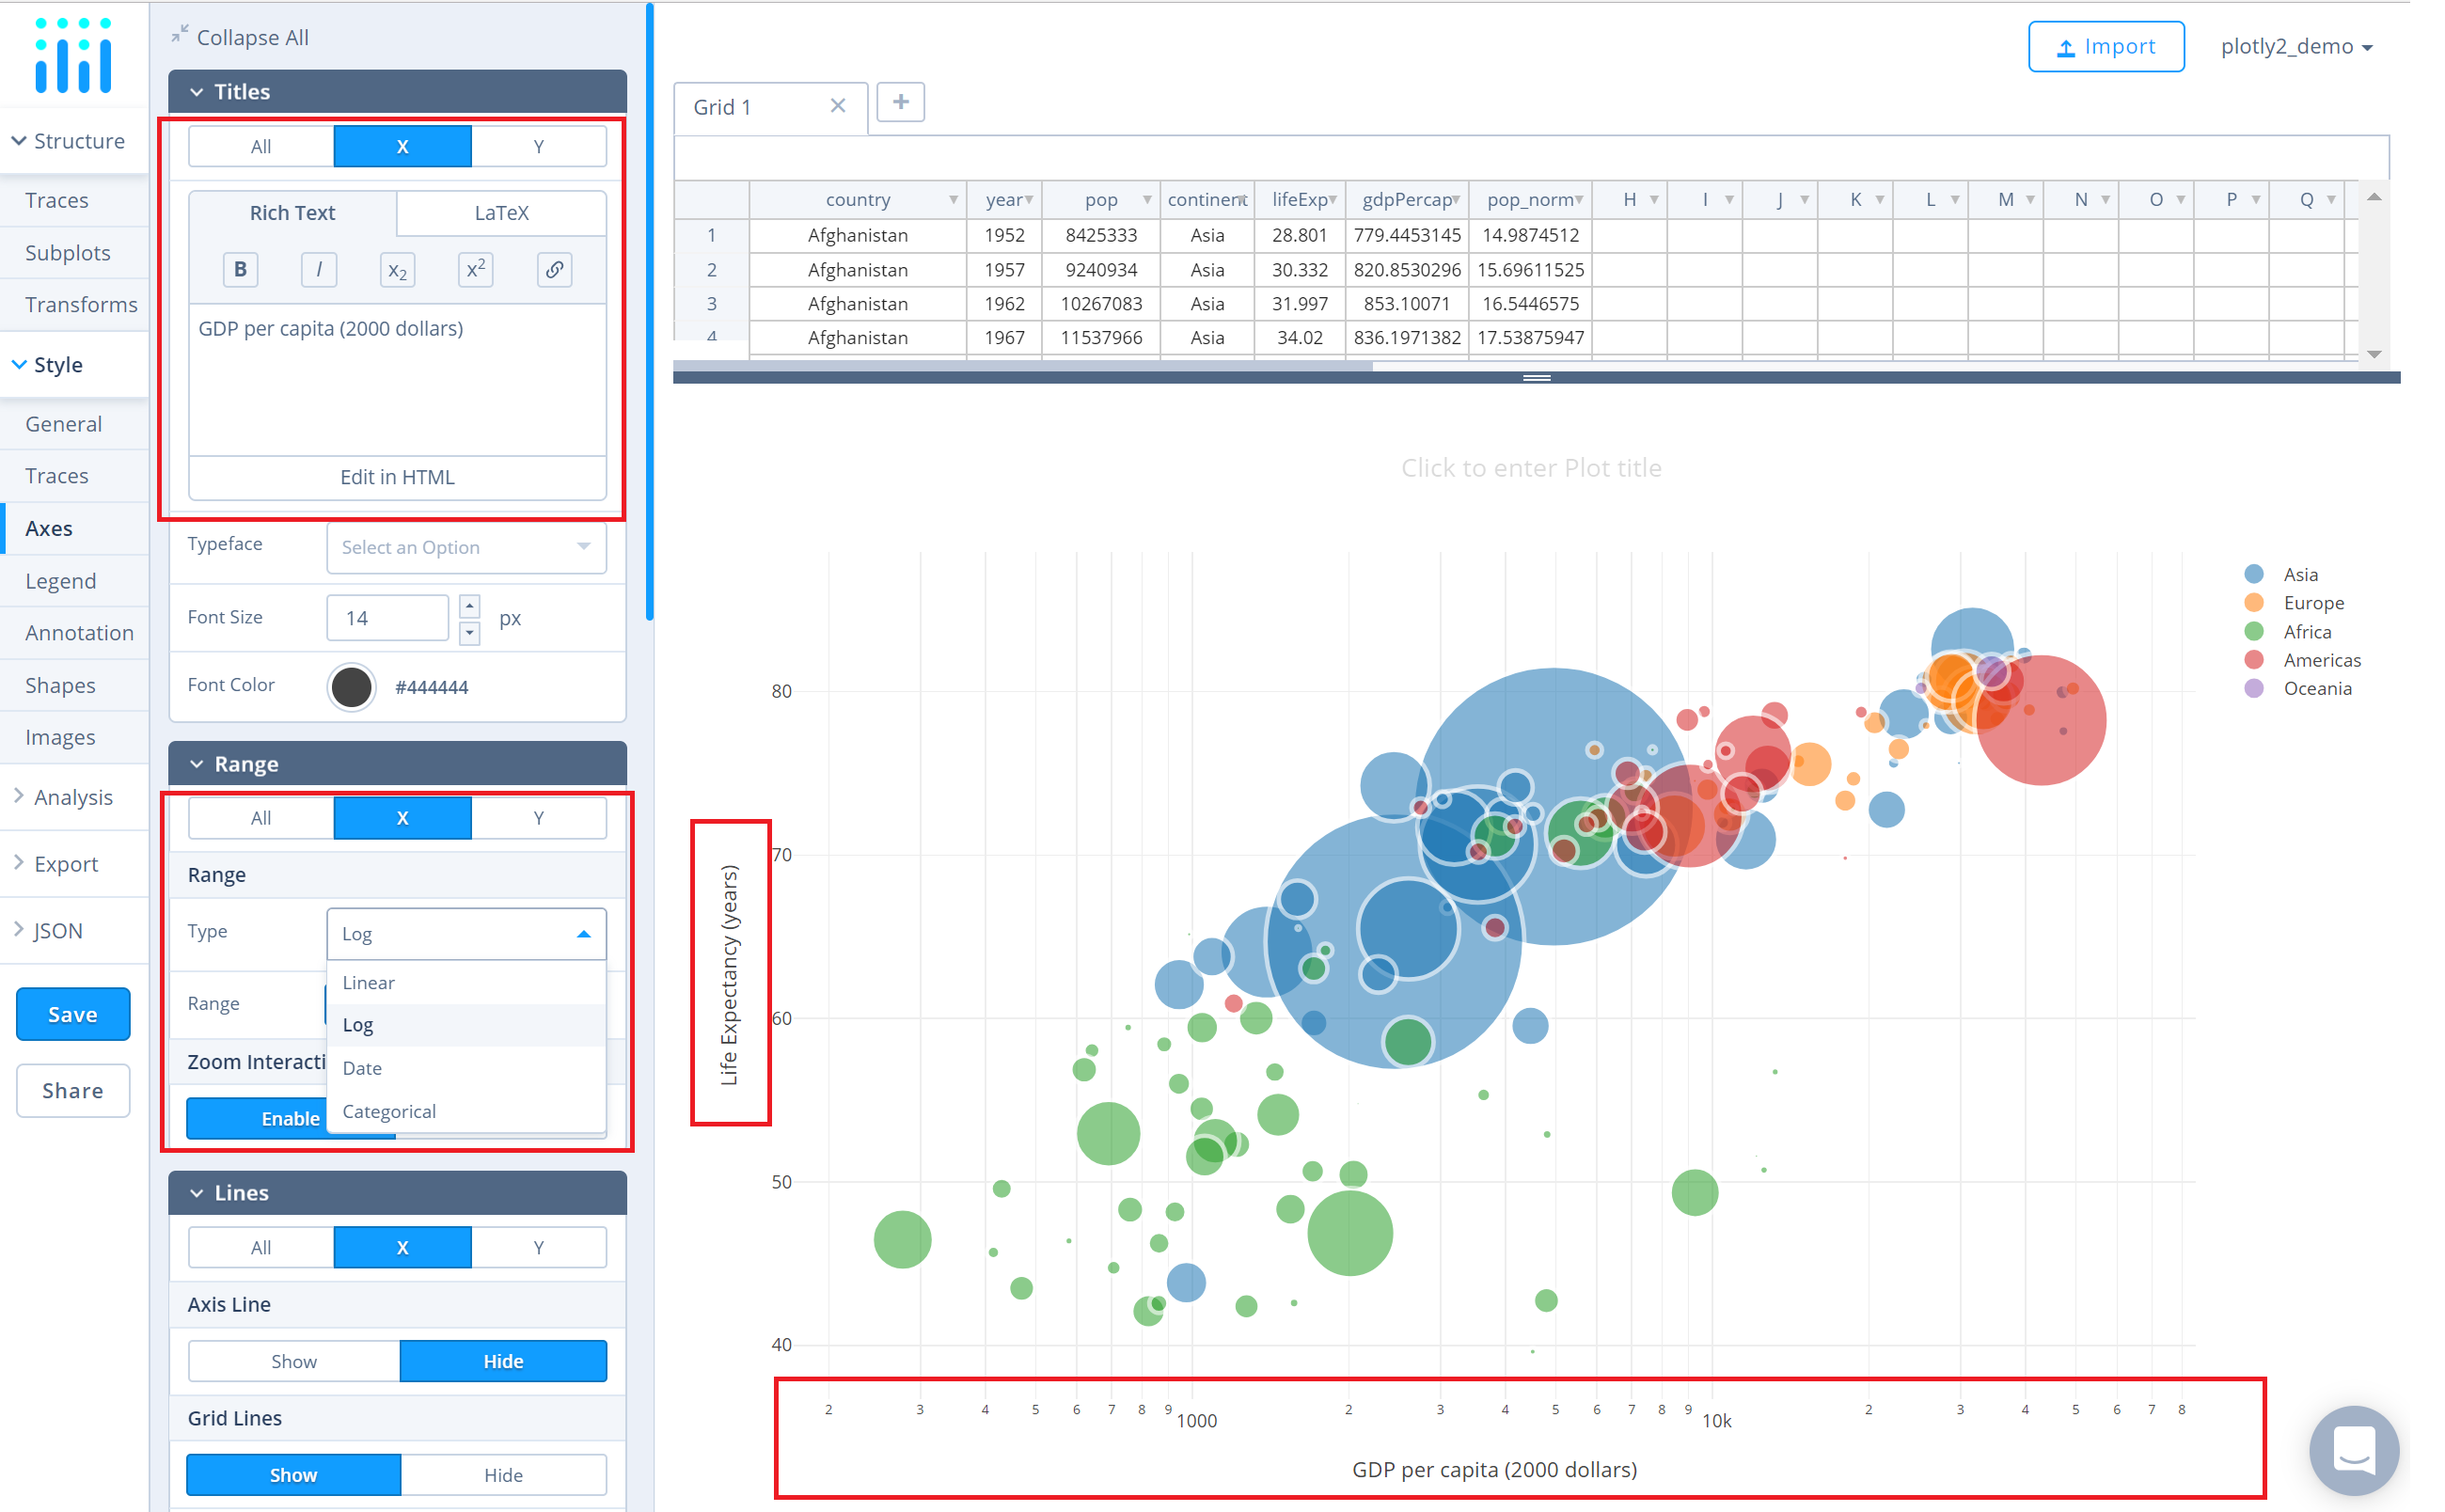 Collapse All
Import
plotly2_demo
Titles
Grid 1
Structure
All X Y
Traces
Rich Text LaTeX
country year pop continent lifeExp gdpPercap pop_norm H I J K L M N O P Q
1 Afghanistan 1952 8425333 Asia 28.801 779.4453145 14.9874512
2 Afghanistan 1957 9240934 Asia 30.332 820.8530296 15.69611525
3 Afghanistan 1962 10267083 Asia 31.997 853.10071 16.5446575
4 Afghanistan 1967 11537966 Asia 34.02 836.1971382 17.53875947
Subplots
B I x2 x2
Transforms
GDP per capita (2000 dollars)
Style
General
Traces
Edit in HTML
Click to enter Plot title
Axes
Typeface Select an Option
Legend
Font Size 14 px
Annotation
Shapes
Font Color #444444
Images
Range
Analysis
All X Y
Export
Range
JSON
Type Log
Linear
Range
Log
Save
Zoom Interacti
Date
Share
Enable
Categorical
Lines
All X Y
Axis Line
Show Hide
Grid Lines
Show Hide
Asia
Europe
Africa
Americas
Oceania
80
70
60
50
40
Life Expectancy (years)
2 3 4 5 6 7 8 9 1000 2 3 4 5 6 7 8 9 10k 2 3 4 5 6 7 8
GDP per capita (2000 dollars)